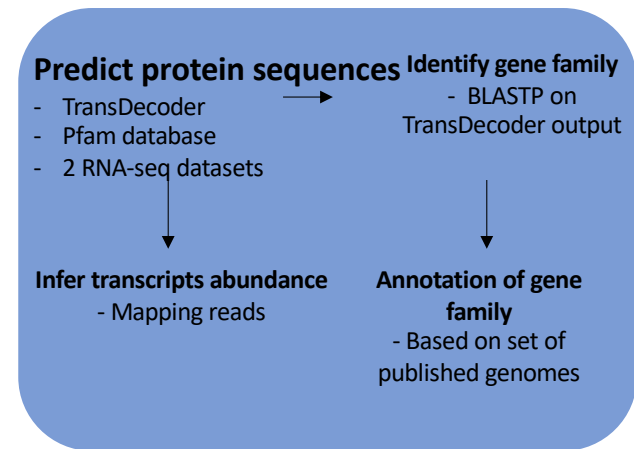 Predict protein sequences
- TransDecoder
- Pfam database
- 2 RNA-seq datasets
Identify gene family
- BLASTP on
TransDecoder output
Infer transcripts abundance
- Mapping reads
Annotation of gene
family
- Based on set of
published genomes